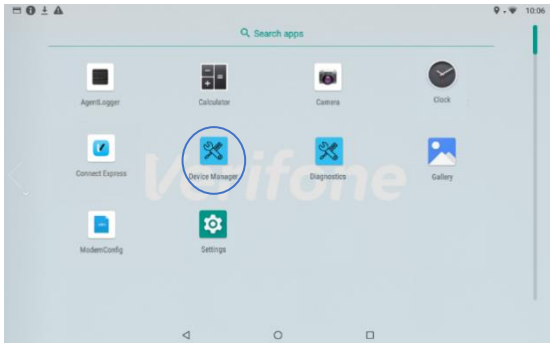 10:06
Search apps
AgentLogger
Calculator
Camera
Clock
Connect Express
Device Manager
Diagnostics
Gallery
Verifone
ModemConfig
Settings